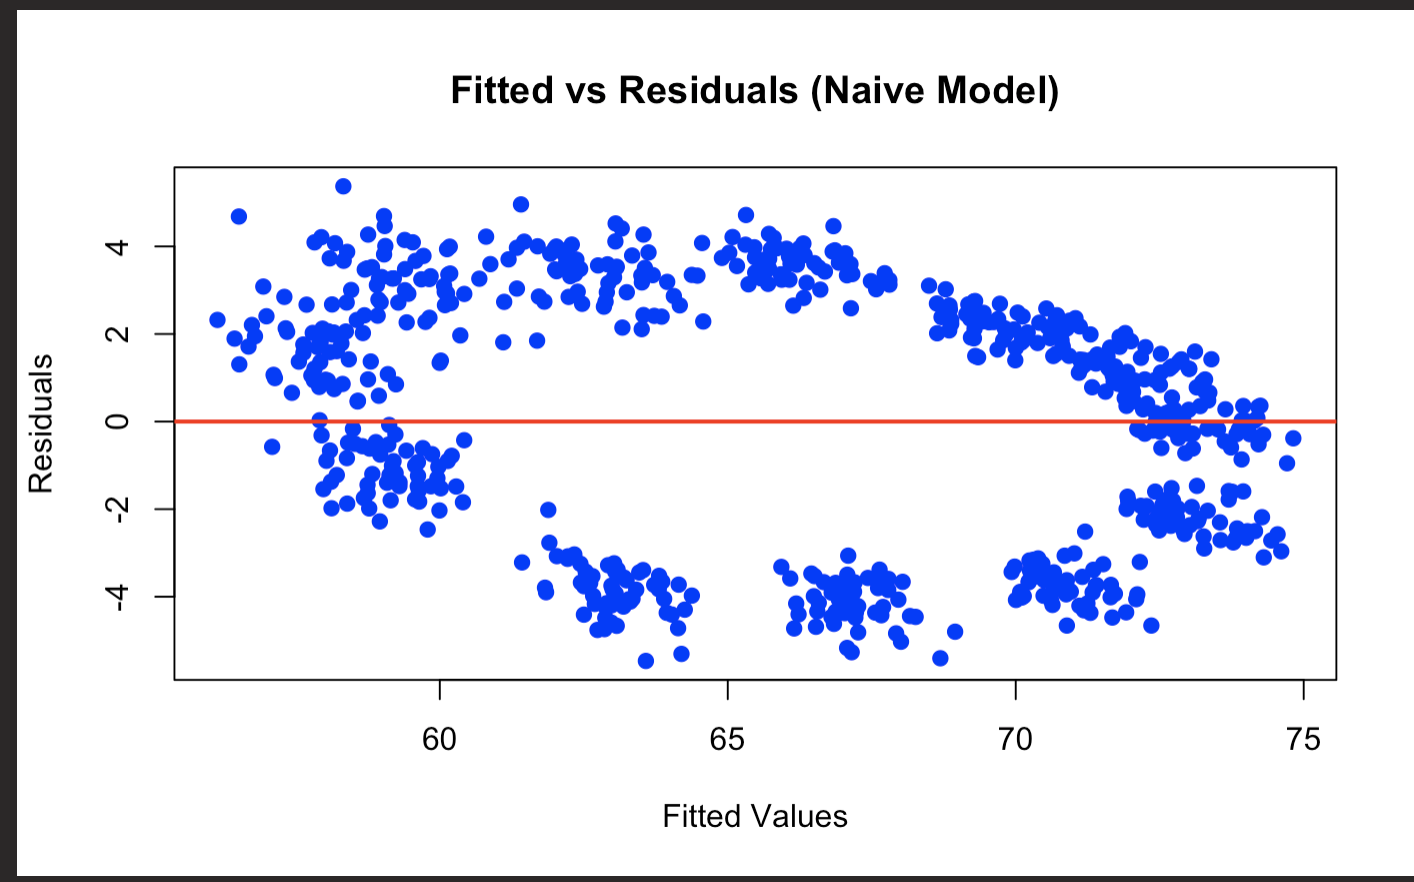 Fitted vs Residuals (Naive Model)
Residuals
4
2
0
-2
-4
60 65 70 75
Fitted Values